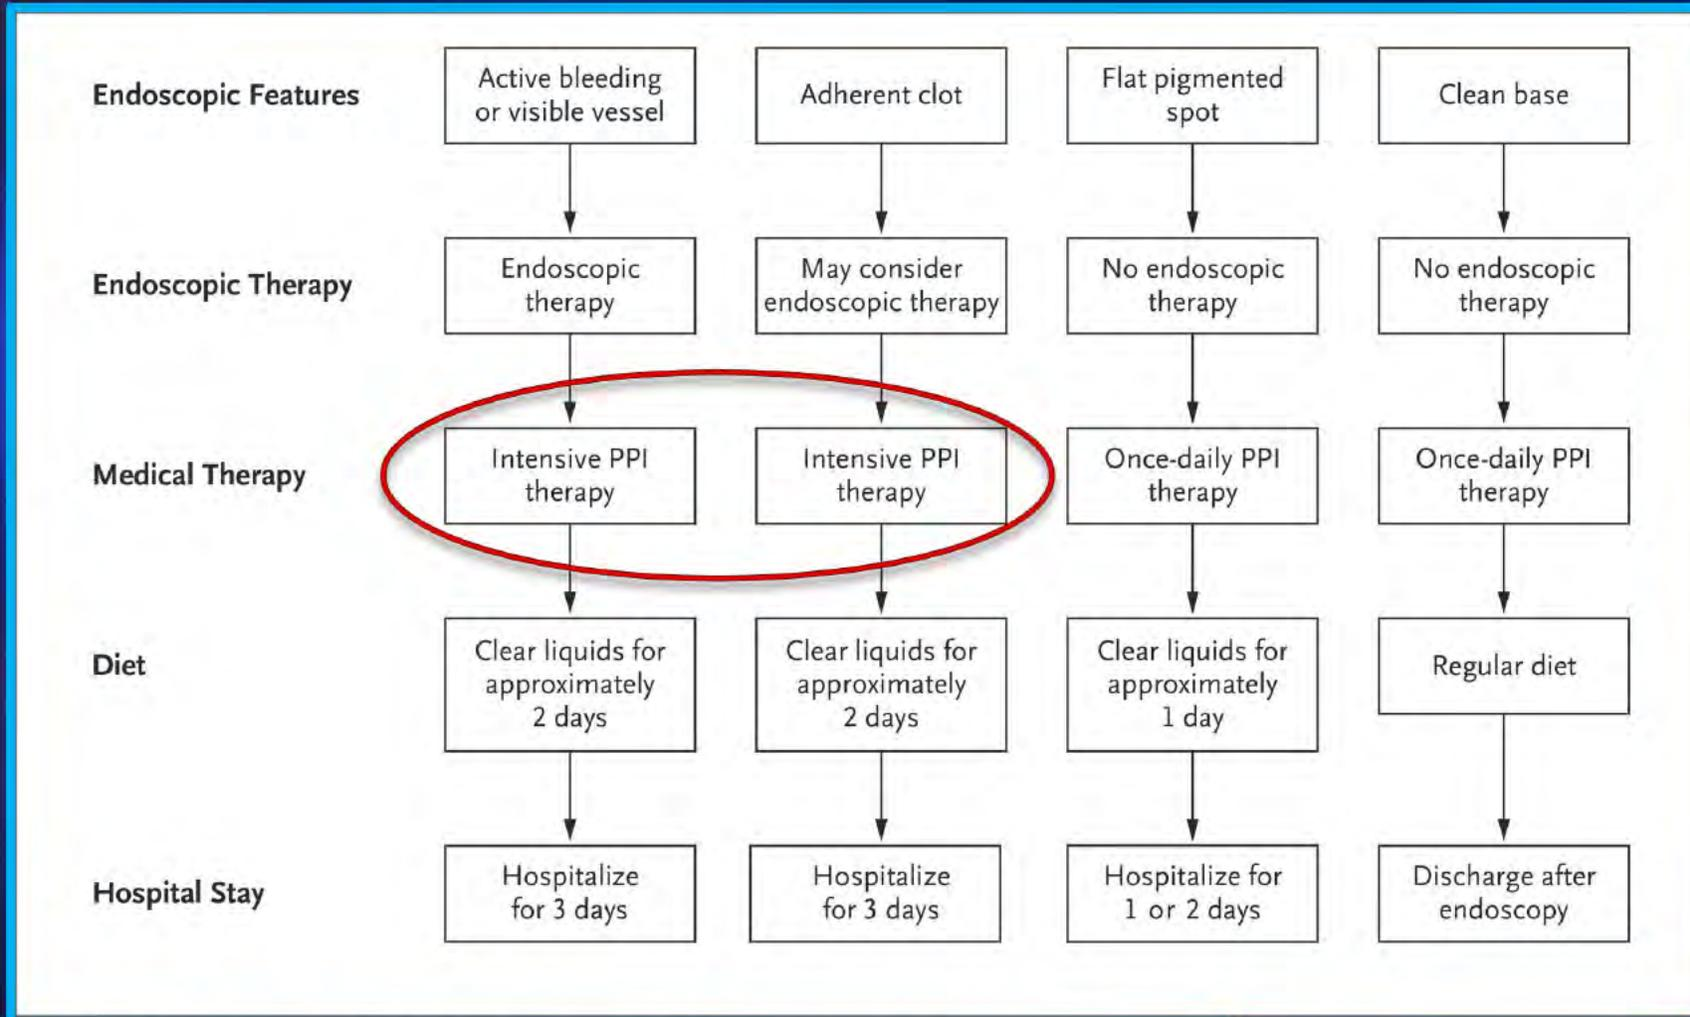 Endoscopic Features
Active bleeding
or visible vessel
Adherent clot
Flat pigmented
spot
Clean base
Endoscopic Therapy
Endoscopic
therapy
May consider
endoscopic therapy
No endoscopic
therapy
No endoscopic
therapy
Medical Therapy
Intensive PPI
therapy
Intensive PPI
therapy
Once-daily PPI
therapy
Once-daily PPI
therapy
Diet
Clear liquids for
approximately
2 days
Clear liquids for
approximately
2 days
Clear liquids for
approximately
1 day
Regular diet
Hospital Stay
Hospitalize
for 3 days
Hospitalize
for 3 days
Hospitalize for
1 or 2 days
Discharge after
endoscopy